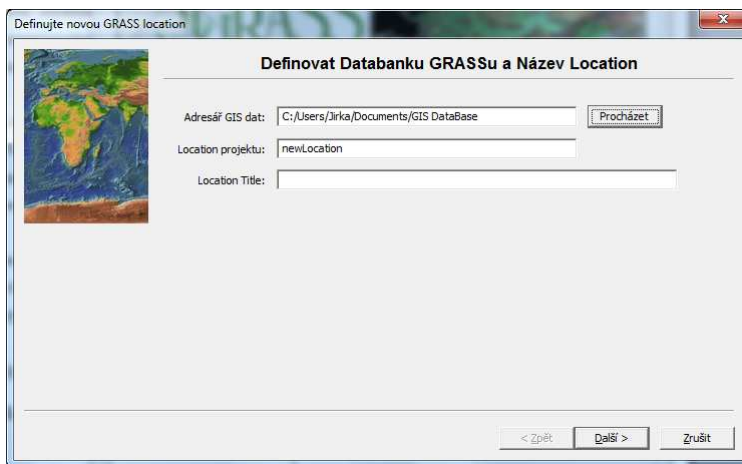 Definujte novou GRASS location
Definovat Databanku GRASSu a Název Location
Adresář GIS dat: C:/Users/Jirka/Documents/GIS DataBase Procházet
Location projektu: newLocation
Location Title:
< Zpět Další > Zrušit